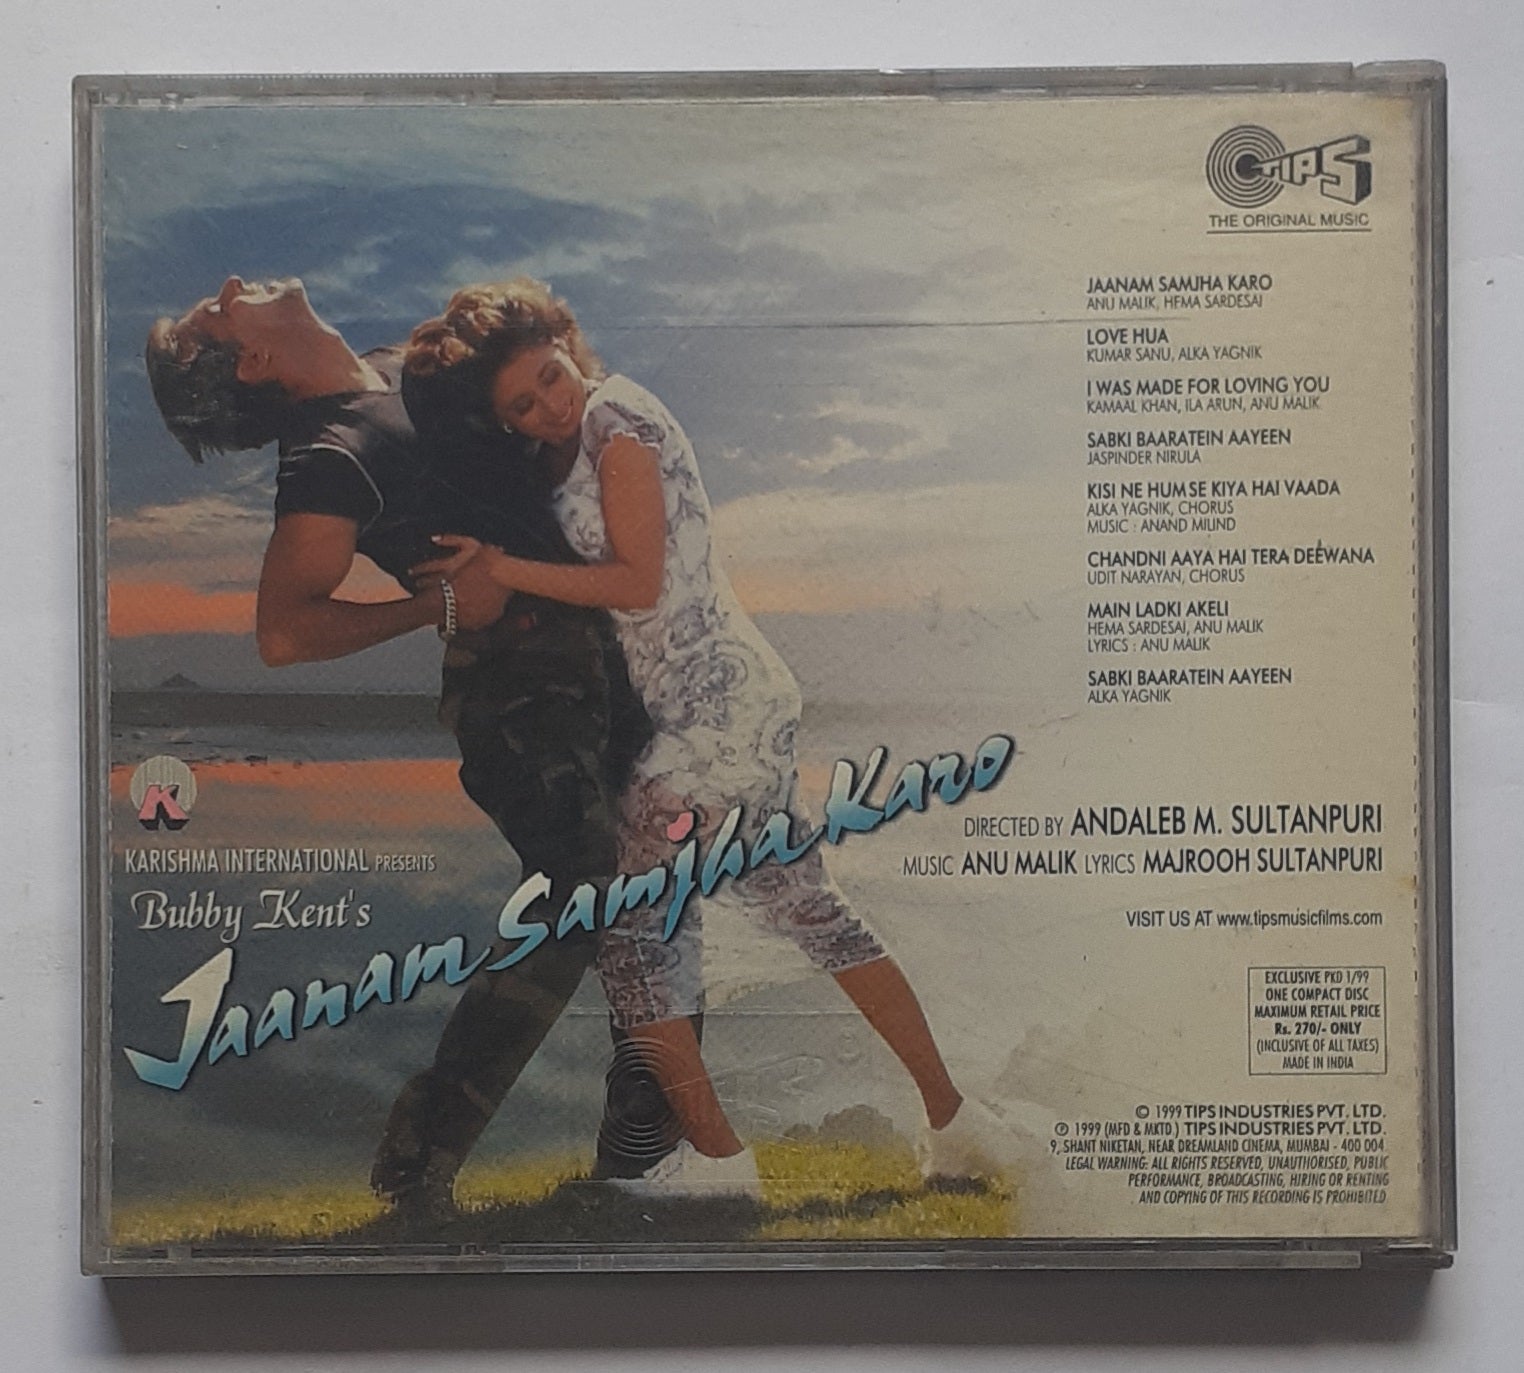 TIPS
THE ORIGINAL MUSIC
JAANAM SAMJHA KARO
ANU MALIK, HEMA SARDESAI
LOVE HUA
KUMAR SANU, ALKA YAGNIK
I WAS MADE FOR LOVING YOU
KAMAAL KHAN, ILA ARUN, ANU MALIK
SABKI BAARATEIN AAYEEN
JASPINDER NIRULA
KISI NE HUM SE KIYA HAI VAADA
ALKA YAGNIK, CHORUS
MUSIC : ANAND MILIND
CHANDNI AAYA HAI TERA DEEWANA
UDIT NARAYAN, CHORUS
MAIN LADKI AKELI
HEMA SARDESAI, ANU MALIK
LYRICS : ANU MALIK
SABKI BAARATEIN AAYEEN
ALKA YAGNIK
K
KARISHMA INTERNATIONAL PRESENTS
Bubby Kent's
Jaanam Samjha Karo
DIRECTED BY ANDALEB M. SULTANPURI
MUSIC ANU MALIK LYRICS MAJROOH SULTANPURI
VISIT US AT www.tipsmusicfilms.com
EXCLUSIVE PKD 1/99
ONE COMPACT DISC
MAXIMUM RETAIL PRICE
Rs. 270/- ONLY
(INCLUSIVE OF ALL TAXES)
MADE IN INDIA
© 1999 TIPS INDUSTRIES PVT. LTD.
℗ 1999 (MFD & MKTD.) TIPS INDUSTRIES PVT. LTD.
9, SHANT NIKETAN, NEAR DREAMLAND CINEMA, MUMBAI - 400 004.
LEGAL WARNING: ALL RIGHTS RESERVED, UNAUTHORISED, PUBLIC
PERFORMANCE, BROADCASTING, HIRING OR RENTING
AND COPYING OF THIS RECORDING IS PROHIBITED.